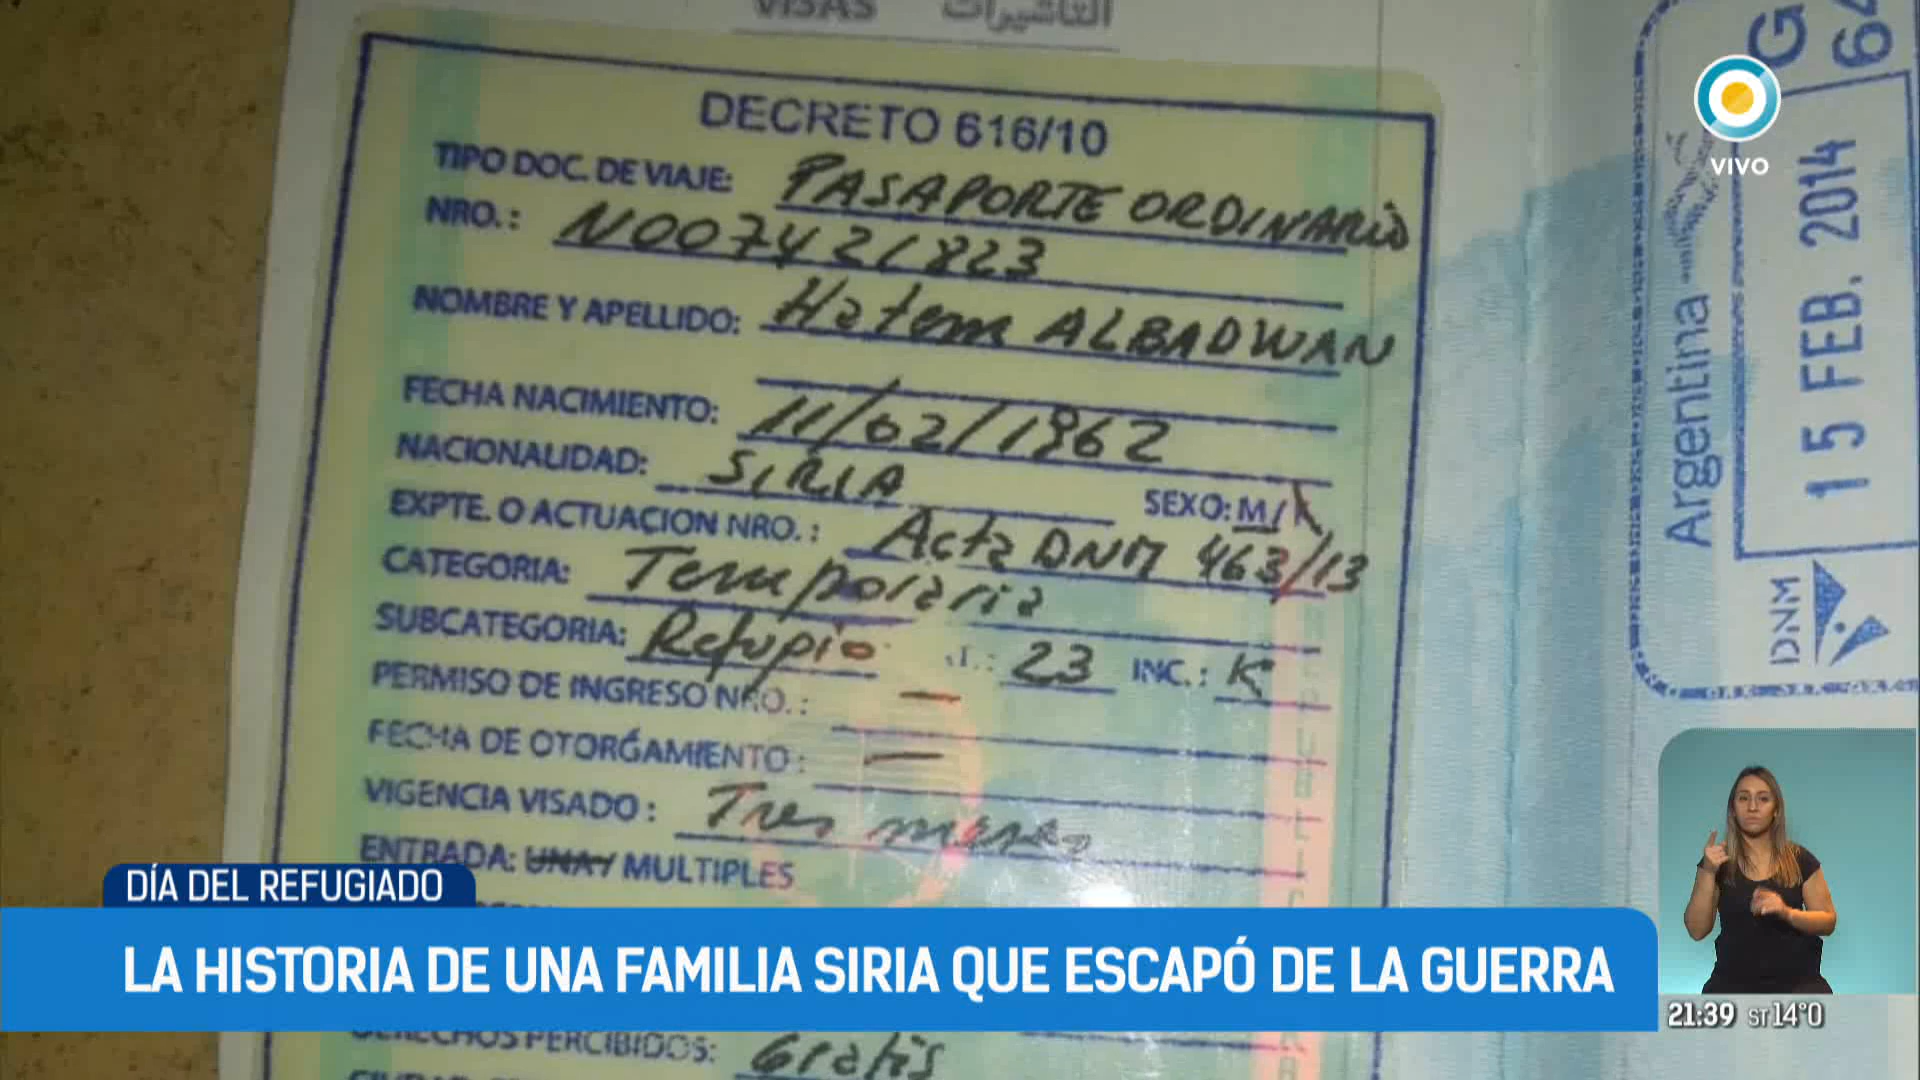 VISAS التأشيرات
DECRETO 616/10
TIPO DOC. DE VIAJE: PASAPORTE ORDINARIO
NRO.: N007421823
NOMBRE Y APELLIDO: Hatem ALBADWAN
FECHA NACIMIENTO: 11/02/1962
NACIONALIDAD: SIRIA SEXO: M/F
EXPTE. O ACTUACION NRO.: Acta DNM 463/13
CATEGORIA: Temporaria
SUBCATEGORIA: Refugio 23 INC.: K
PERMISO DE INGRESO NRO.: —
FECHA DE OTORGAMIENTO: —
VIGENCIA VISADO: Tres meses
ENTRADA: UNA/ MULTIPLES
DERECHOS PERCIBIDOS: Gratis
Argentina
15 FEB. 2014
DNM
G
64
VIVO
DÍA DEL REFUGIADO
LA HISTORIA DE UNA FAMILIA SIRIA QUE ESCAPÓ DE LA GUERRA
21:39 ST 14°0